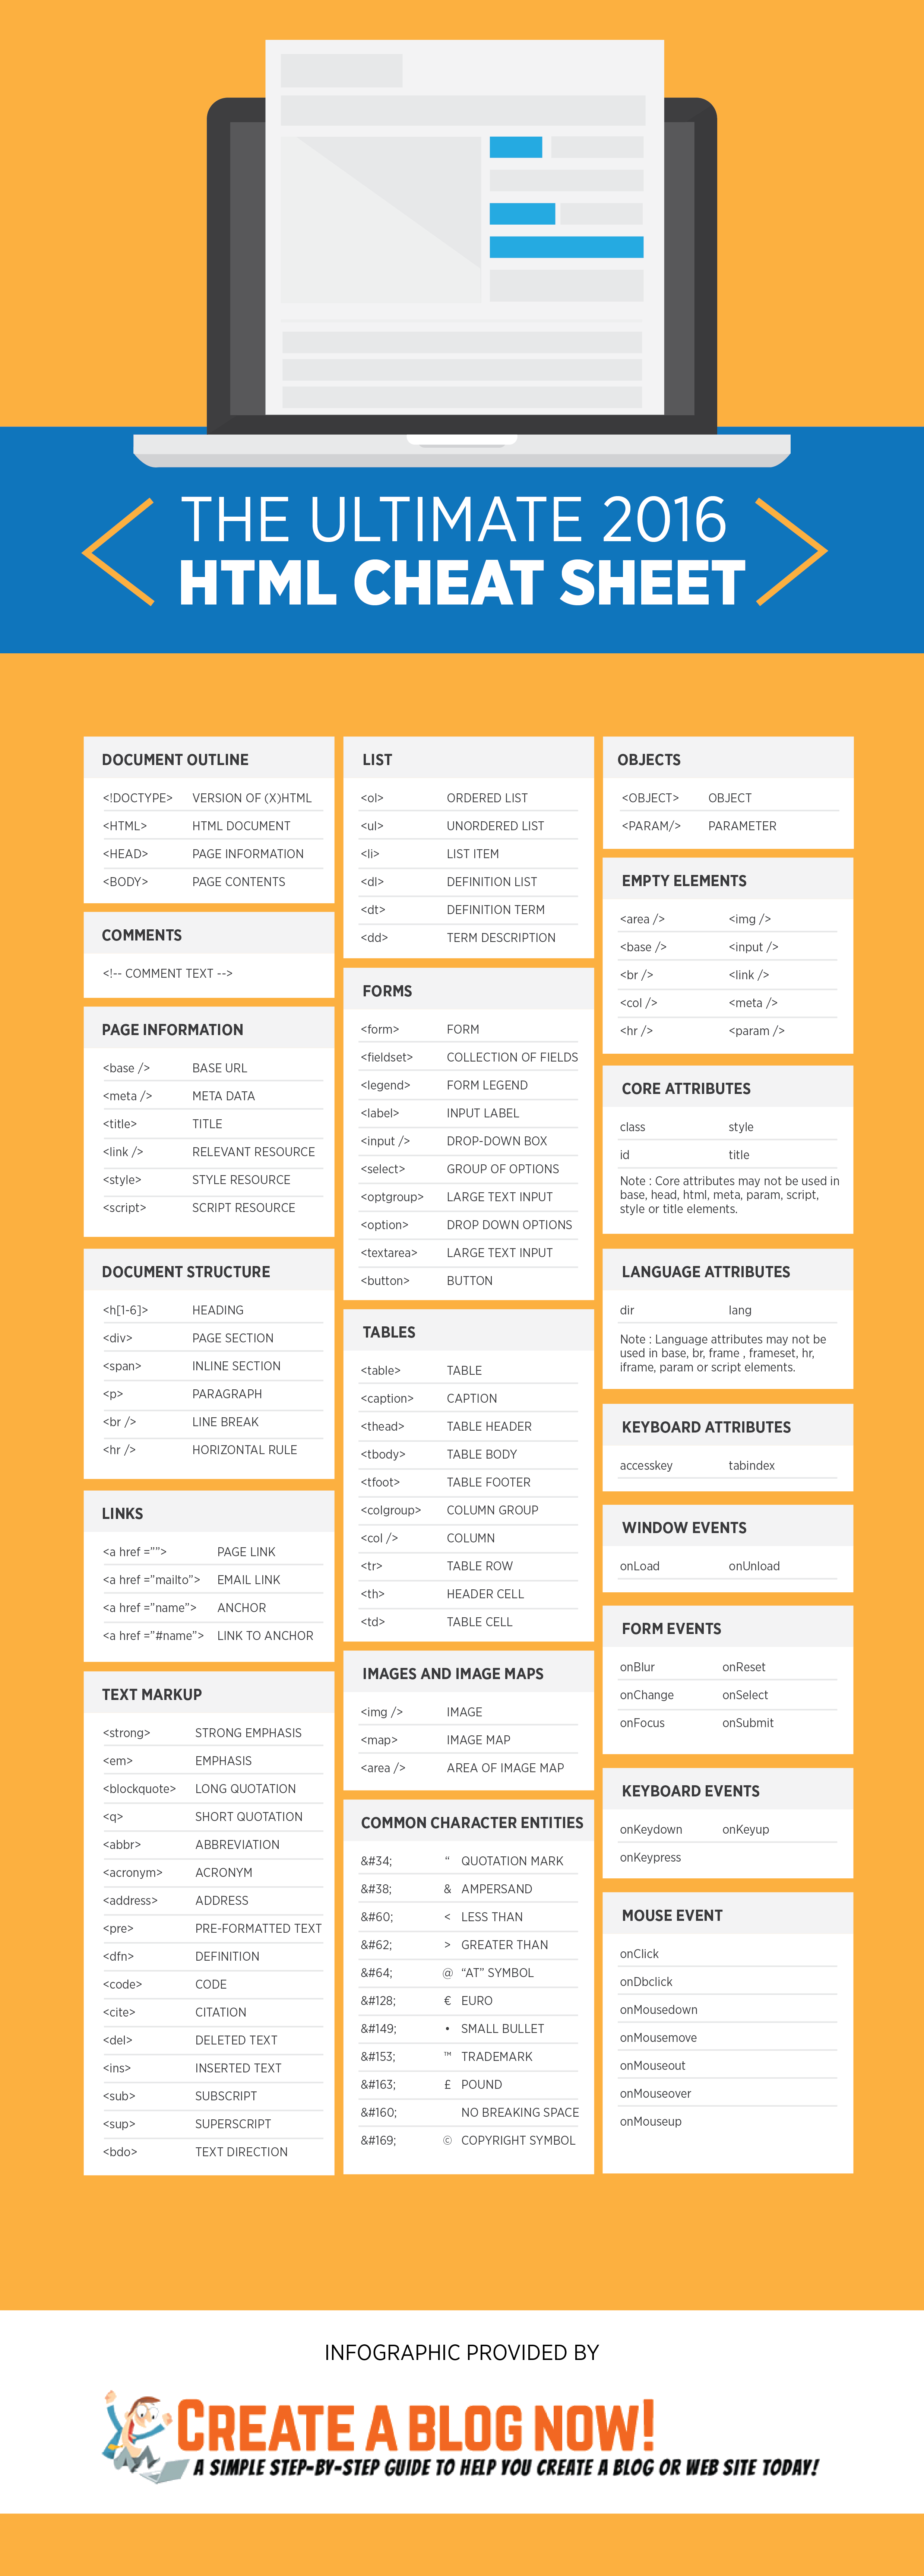 THE ULTIMATE 2016
HTML CHEAT SHEET
DOCUMENT OUTLINE
<!DOCTYPE> VERSION OF (X)HTML
<HTML> HTML DOCUMENT
<HEAD> PAGE INFORMATION
<BODY> PAGE CONTENTS
COMMENTS
<!-- COMMENT TEXT -->
PAGE INFORMATION
<base /> BASE URL
<meta /> META DATA
<title> TITLE
<link /> RELEVANT RESOURCE
<style> STYLE RESOURCE
<script> SCRIPT RESOURCE
DOCUMENT STRUCTURE
<h[1-6]> HEADING
<div> PAGE SECTION
<span> INLINE SECTION
<p> PARAGRAPH
<br /> LINE BREAK
<hr /> HORIZONTAL RULE
LINKS
<a href =””> PAGE LINK
<a href =”mailto”> EMAIL LINK
<a href =”name”> ANCHOR
<a href =”#name”> LINK TO ANCHOR
TEXT MARKUP
<strong> STRONG EMPHASIS
<em> EMPHASIS
<blockquote> LONG QUOTATION
<q> SHORT QUOTATION
<abbr> ABBREVIATION
<acronym> ACRONYM
<address> ADDRESS
<pre> PRE-FORMATTED TEXT
<dfn> DEFINITION
<code> CODE
<cite> CITATION
<del> DELETED TEXT
<ins> INSERTED TEXT
<sub> SUBSCRIPT
<sup> SUPERSCRIPT
<bdo> TEXT DIRECTION
LIST
<ol> ORDERED LIST
<ul> UNORDERED LIST
<li> LIST ITEM
<dl> DEFINITION LIST
<dt> DEFINITION TERM
<dd> TERM DESCRIPTION
FORMS
<form> FORM
<fieldset> COLLECTION OF FIELDS
<legend> FORM LEGEND
<label> INPUT LABEL
<input /> DROP-DOWN BOX
<select> GROUP OF OPTIONS
<optgroup> LARGE TEXT INPUT
<option> DROP DOWN OPTIONS
<textarea> LARGE TEXT INPUT
<button> BUTTON
TABLES
<table> TABLE
<caption> CAPTION
<thead> TABLE HEADER
<tbody> TABLE BODY
<tfoot> TABLE FOOTER
<colgroup> COLUMN GROUP
<col /> COLUMN
<tr> TABLE ROW
<th> HEADER CELL
<td> TABLE CELL
IMAGES AND IMAGE MAPS
<img /> IMAGE
<map> IMAGE MAP
<area /> AREA OF IMAGE MAP
COMMON CHARACTER ENTITIES
&#34; “ QUOTATION MARK
&#38; & AMPERSAND
&#60; < LESS THAN
&#62; > GREATER THAN
&#64; @ “AT” SYMBOL
&#128; € EURO
&#149; • SMALL BULLET
&#153; ™ TRADEMARK
&#163; £ POUND
&#160; NO BREAKING SPACE
&#169; © COPYRIGHT SYMBOL
OBJECTS
<OBJECT> OBJECT
<PARAM/> PARAMETER
EMPTY ELEMENTS
<area /> <img />
<base /> <input />
<br /> <link />
<col /> <meta />
<hr /> <param />
CORE ATTRIBUTES
class style
id title
Note : Core attributes may not be used in
base, head, html, meta, param, script,
style or title elements.
LANGUAGE ATTRIBUTES
dir lang
Note : Language attributes may not be
used in base, br, frame , frameset, hr,
iframe, param or script elements.
KEYBOARD ATTRIBUTES
accesskey tabindex
WINDOW EVENTS
onLoad onUnload
FORM EVENTS
onBlur onReset
onChange onSelect
onFocus onSubmit
KEYBOARD EVENTS
onKeydown onKeyup
onKeypress
MOUSE EVENT
onClick
onDbclick
onMousedown
onMousemove
onMouseout
onMouseover
onMouseup
INFOGRAPHIC PROVIDED BY
CREATE A BLOG NOW!
A SIMPLE STEP-BY-STEP GUIDE TO HELP YOU CREATE A BLOG OR WEB SITE TODAY!